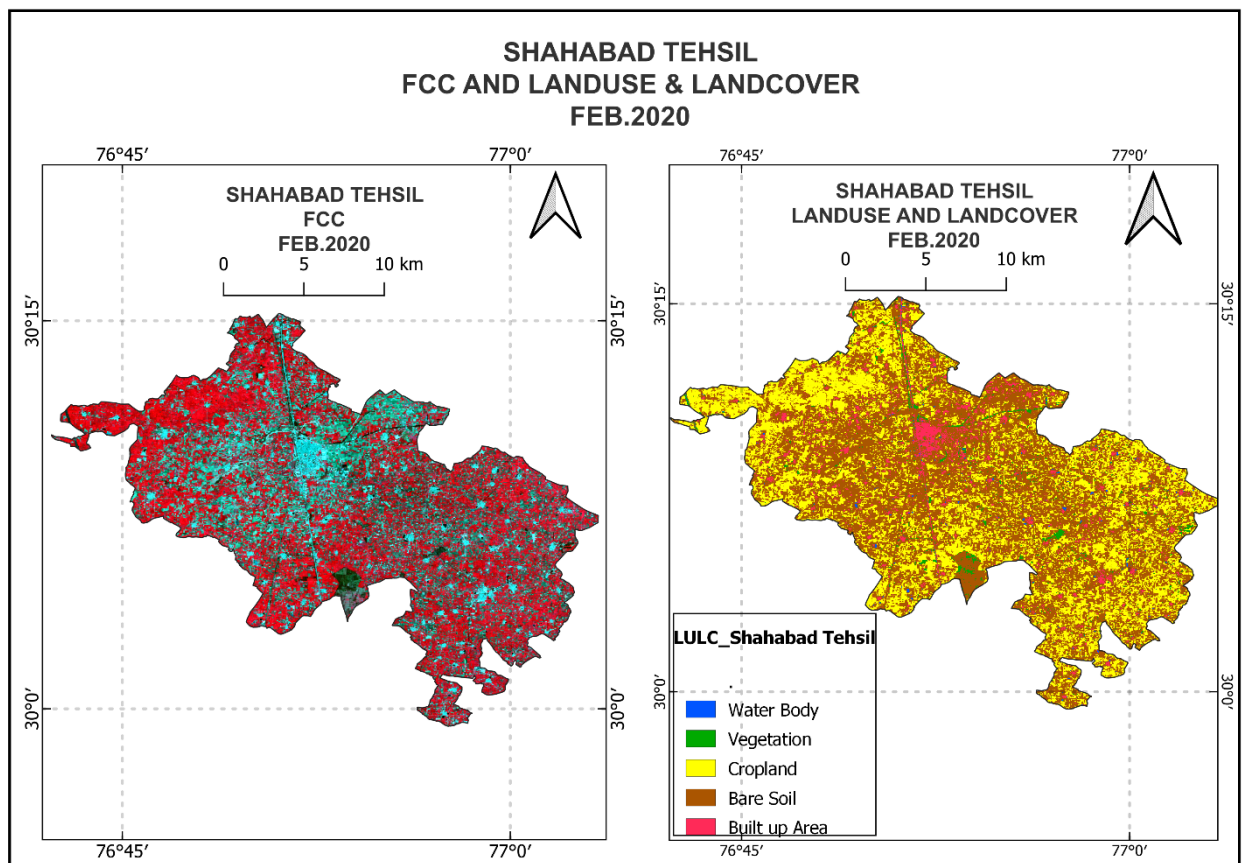 SHAHABAD TEHSIL
FCC AND LANDUSE & LANDCOVER
FEB.2020
76°45′
77°0′
SHAHABAD TEHSIL
FCC
FEB.2020
0 5 10 km
30°15′
30°15′
30°0′
30°0′
76°45′
77°0′
76°45′
77°0′
SHAHABAD TEHSIL
LANDUSE AND LANDCOVER
FEB.2020
0 5 10 km
30°15′
30°15′
30°0′
30°0′
LULC_Shahabad Tehsil
.
Water Body
Vegetation
Cropland
Bare Soil
Built up Area
76°45′
77°0′